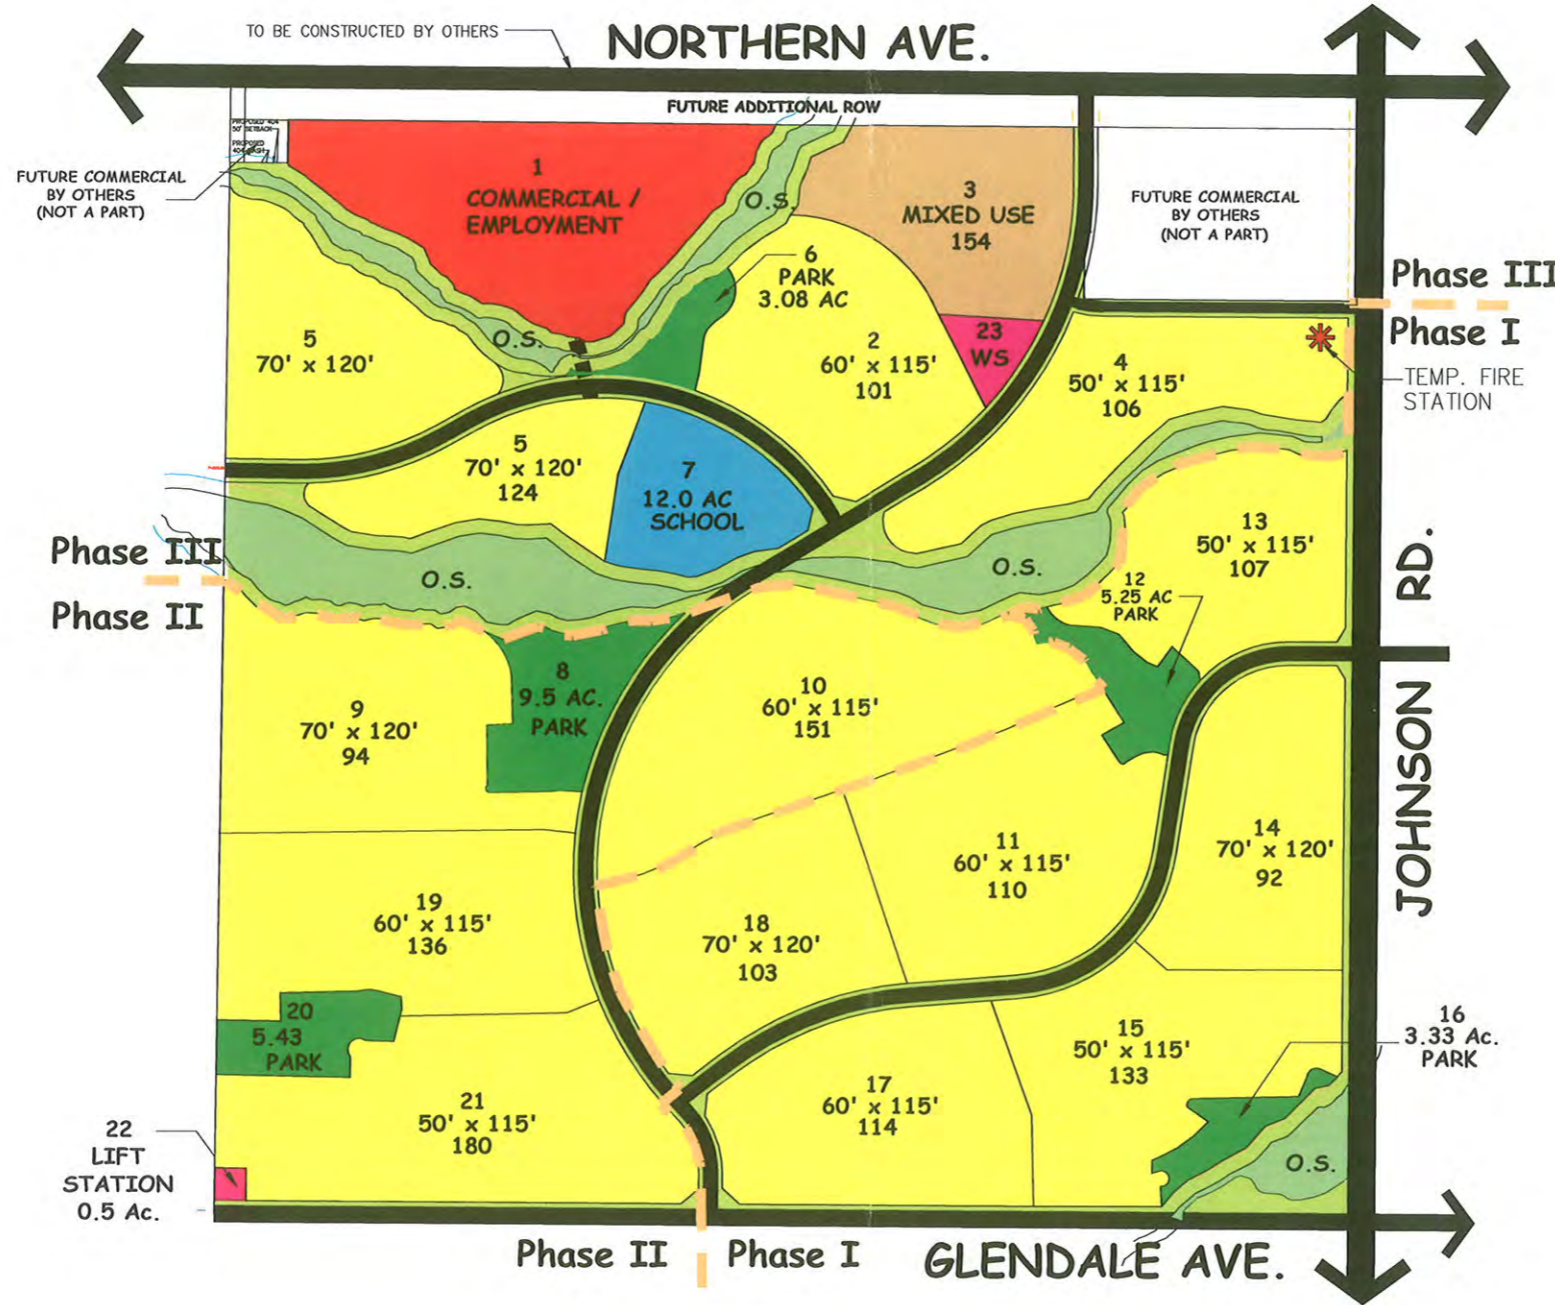 TO BE CONSTRUCTED BY OTHERS
NORTHERN AVE.
FUTURE ADDITIONAL ROW
PROPOSED 404
50' SETBACK
PROPOSED
404 WASH
FUTURE COMMERCIAL
BY OTHERS
(NOT A PART)
1
COMMERCIAL /
EMPLOYMENT
O.S.
3
MIXED USE
154
FUTURE COMMERCIAL
BY OTHERS
(NOT A PART)
Phase III
Phase I
6
PARK
3.08 AC
5
70' x 120'
O.S.
2
60' x 115'
101
23
WS
4
50' x 115'
106
TEMP. FIRE
STATION
5
70' x 120'
124
7
12.0 AC
SCHOOL
13
50' x 115'
107
Phase III
Phase II
O.S.
O.S.
12
5.25 AC
PARK
JOHNSON RD.
8
9.5 AC.
PARK
9
70' x 120'
94
10
60' x 115'
151
11
60' x 115'
110
14
70' x 120'
92
19
60' x 115'
136
18
70' x 120'
103
20
5.43
PARK
15
50' x 115'
133
16
3.33 Ac.
PARK
21
50' x 115'
180
17
60' x 115'
114
22
LIFT
STATION
0.5 Ac.
O.S.
Phase II
Phase I
GLENDALE AVE.